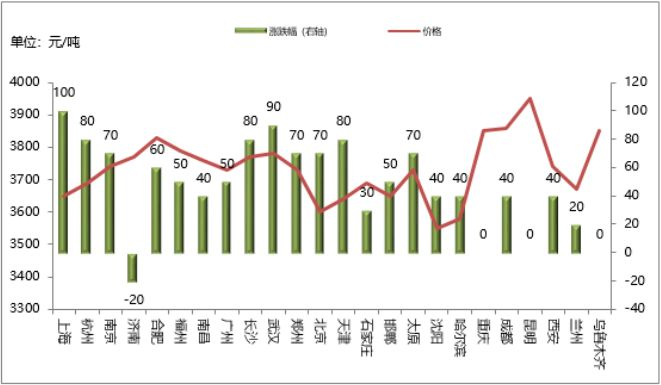 单位：元/吨
涨跌幅（右轴）
价格
4000
3900
3800
3700
3600
3500
3400
3300
120
100
80
60
40
20
0
-20
-40
100
80
70
-20
60
50
40
50
80
90
70
70
80
30
50
70
40
40
0
40
0
40
20
0
上海
杭州
南京
济南
合肥
福州
南昌
广州
长沙
武汉
郑州
北京
天津
石家庄
邯郸
太原
沈阳
哈尔滨
重庆
成都
昆明
西安
兰州
乌鲁木齐